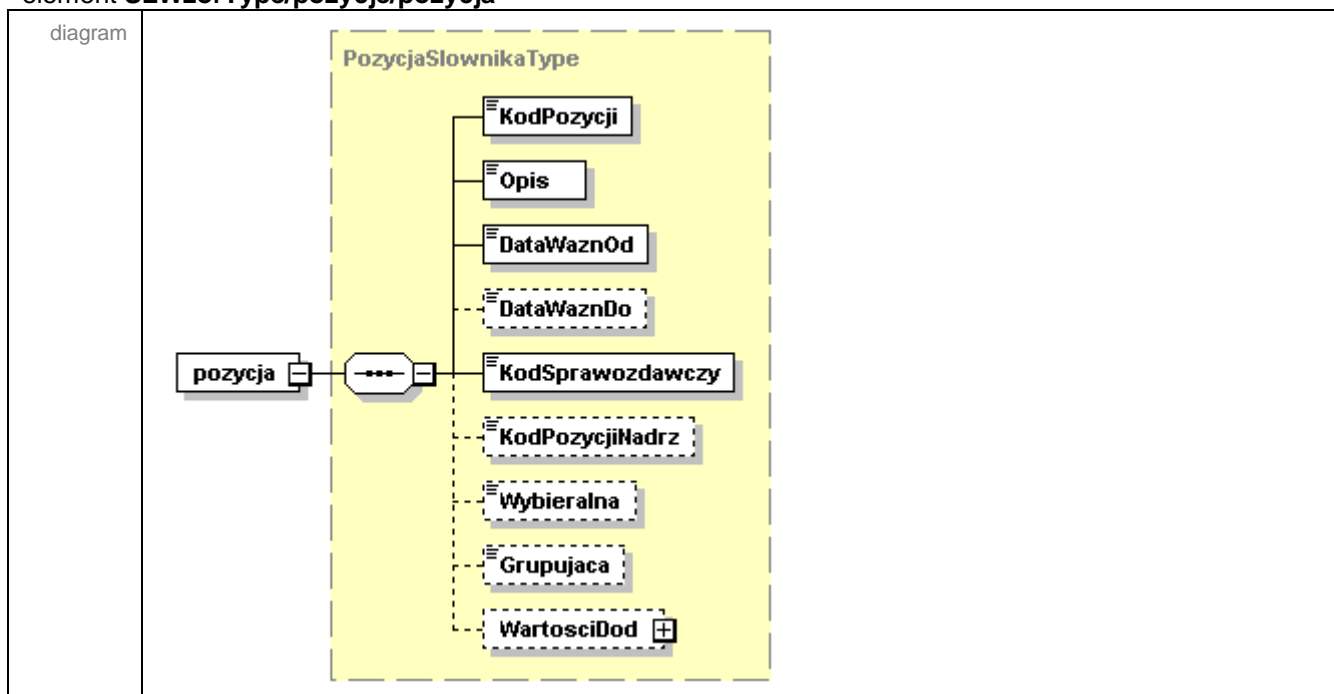 diagram
PozycjaSlownikaType
KodPozycji
Opis
DataWaznOd
DataWaznDo
pozycja
KodSprawozdawczy
KodPozycjiNadrz
Wybieralna
Grupujaca
WartosciDod